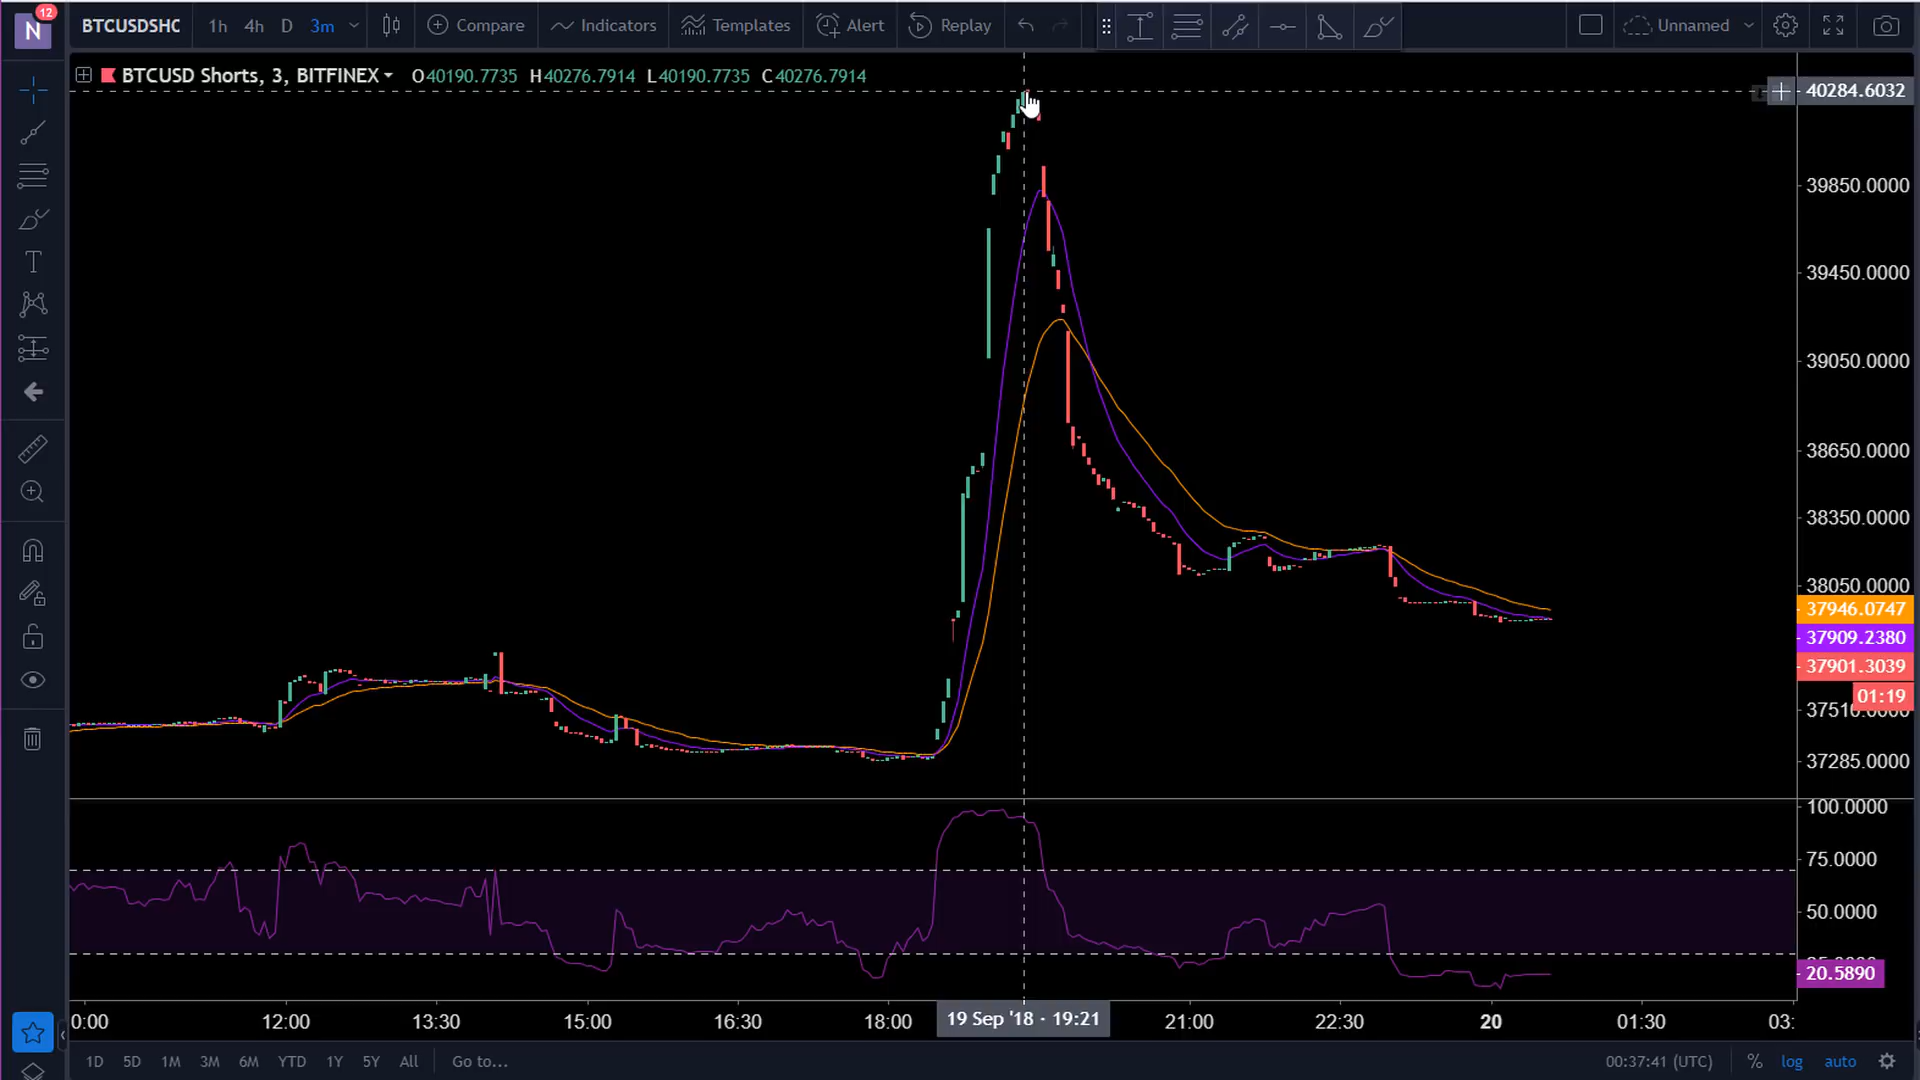 12
N
BTCUSDSHC
1h 4h D 3m
Compare
Indicators
Templates
Alert
Replay
Unnamed
BTCUSD Shorts, 3, BITFINEX O40190.7735 H40276.7914 L40190.7735 C40276.7914
40284.6032
39850.0000
39450.0000
39050.0000
38650.0000
38350.0000
38050.0000
37946.0747
37909.2380
37901.3039
01:19
37285.0000
100.0000
75.0000
50.0000
20.5890
0:00 12:00 13:30 15:00 16:30 18:00 19 Sep '18 · 19:21 21:00 22:30 20 01:30 03:
1D 5D 1M 3M 6M YTD 1Y 5Y All Go to... 00:37:41 (UTC) % log auto